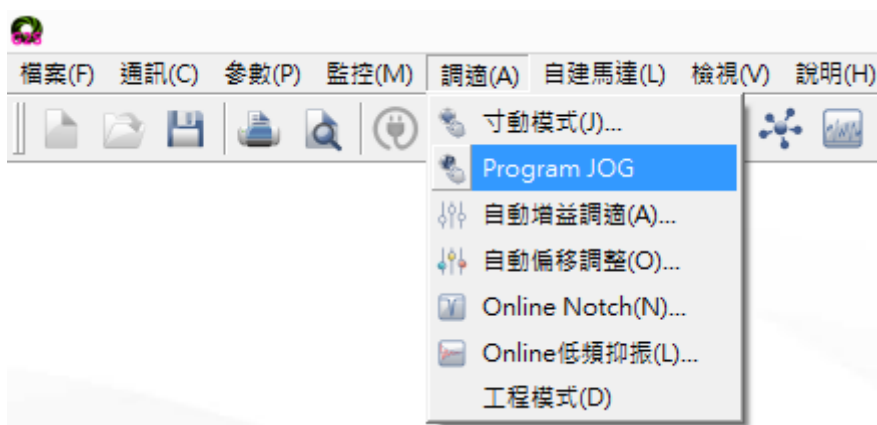 檔案(F) 通訊(C) 參數(P) 監控(M) 調適(A) 自建馬達(L) 檢視(V) 說明(H)
寸動模式(J)...
Program JOG
自動增益調適(A)...
自動偏移調整(O)...
Online Notch(N)...
Online低頻抑振(L)...
工程模式(D)